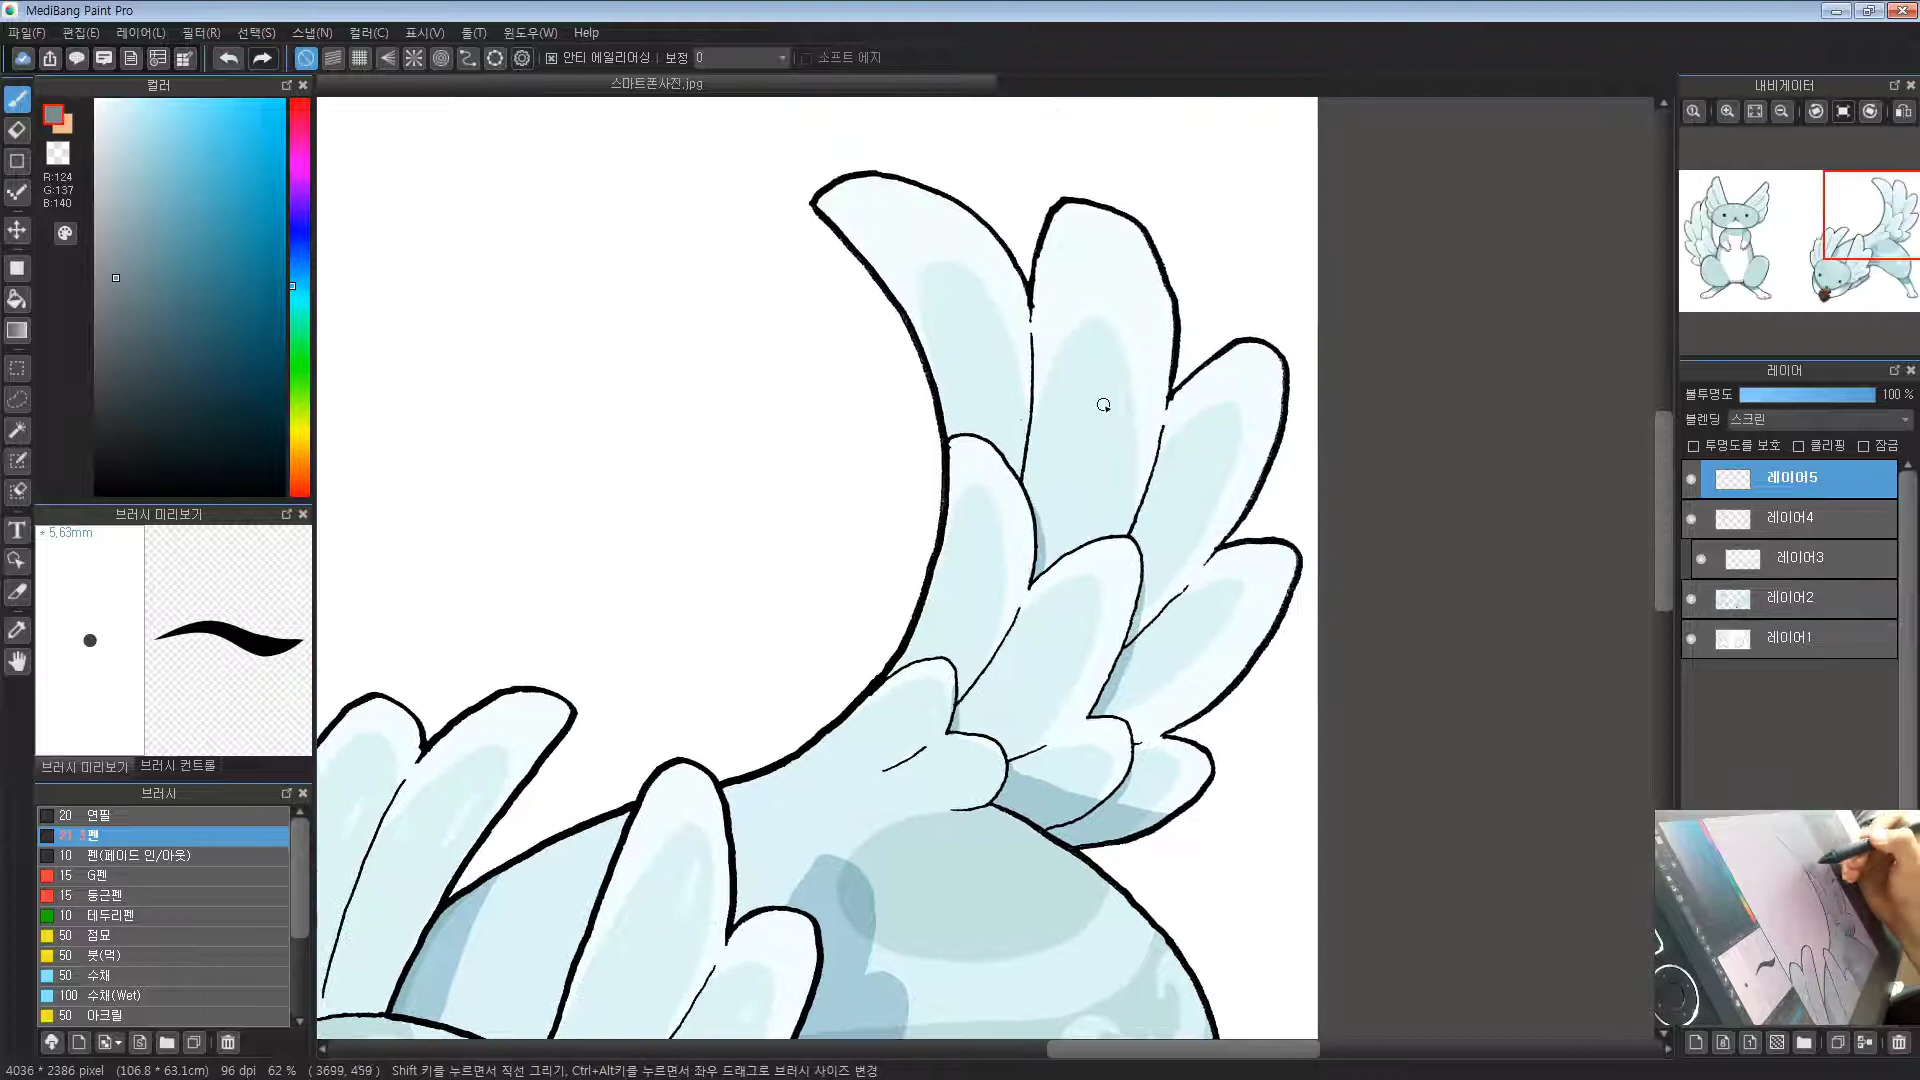 MediBang Paint Pro
파일(F) 편집(E) 레이어(L) 필터(R) 선택(S) 스냅(N) 컬러(C) 표시(V) 툴(T) 윈도우(W) Help
안티 에일리어싱 보정 0 소프트 에지
컬러
스마트폰사진.jpg
내비게이터
R:124
G:137
B:140
레이어
불투명도 100 %
블렌딩 스크린
투명도를 보호 클리핑 잠금
레이어5
레이어4
레이어3
레이어2
레이어1
브러시 미리보기
* 5,63mm
브러시 미리보기 브러시 컨트롤
브러시
20 연필
펜
10 펜(페이드 인/아웃)
15 G펜
15 둥근펜
10 테두리펜
50 점묘
50 붓(먹)
50 수채
100 수채(Wet)
50 아크릴
4036 * 2386 pixel (106.8 * 63.1cm) 96 dpi 62 % ( 3699, 459 ) Shift 키를 누르면서 직선 그리기, Ctrl+Alt키를 누르면서 좌우 드래그로 브러시 사이즈 변경